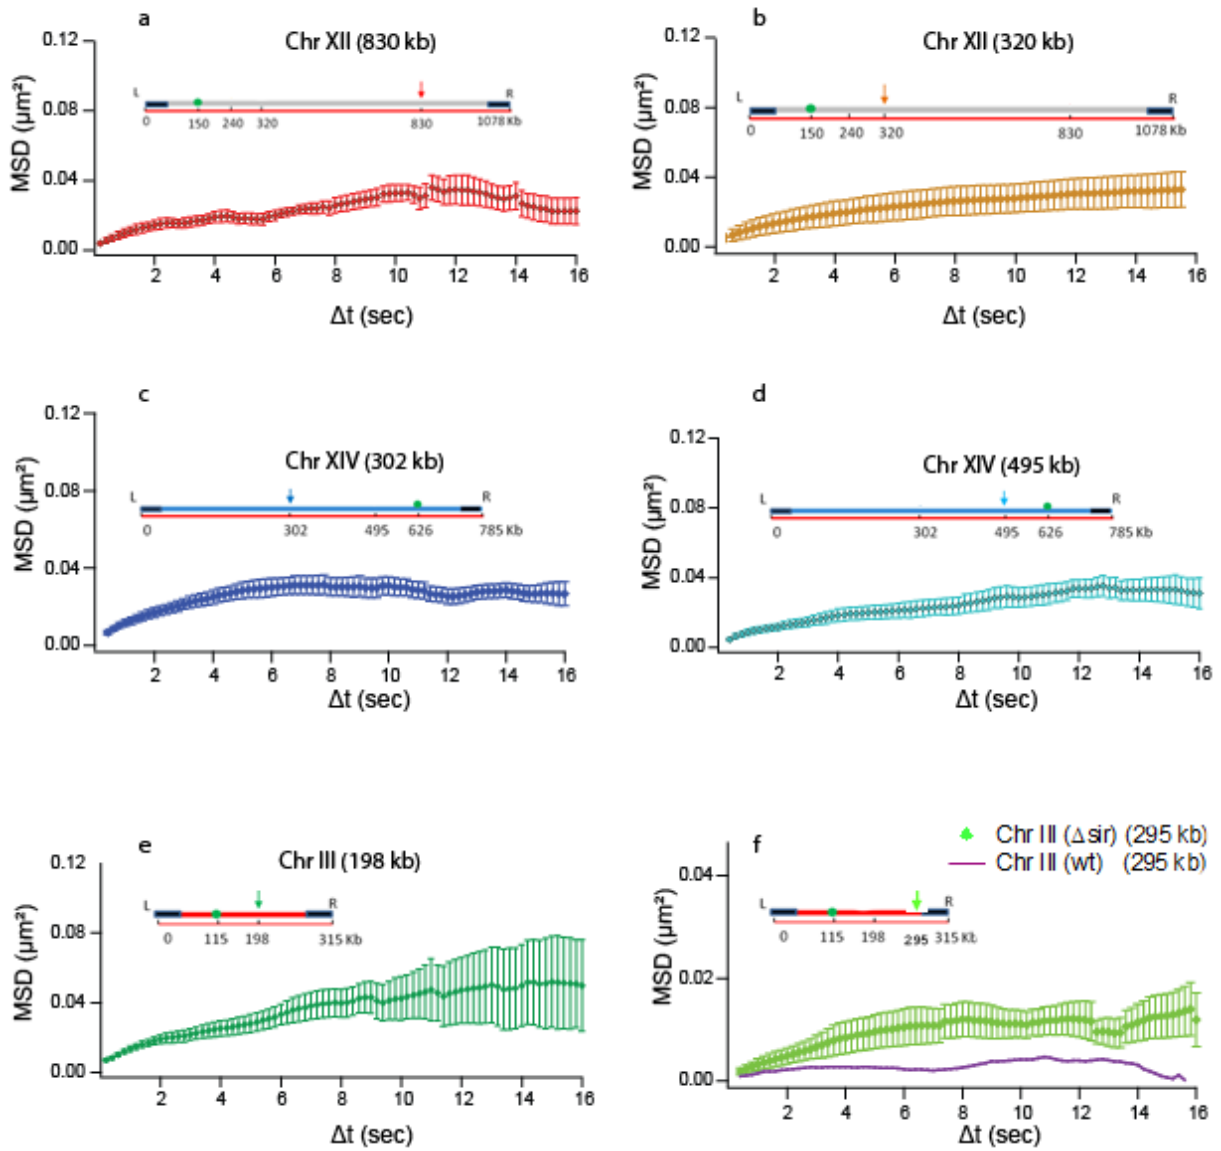 a
Chr XII (830 kb)
MSD (µm²)
0.12
0.08
0.04
0.00
L
R
0 150 240 320 830 1078 Kb
2 4 6 8 10 12 14 16
Δt (sec)
b
Chr XII (320 kb)
MSD (µm²)
0.12
0.08
0.04
0.00
L
R
0 150 240 320 830 1078 Kb
2 4 6 8 10 12 14 16
Δt (sec)
c
Chr XIV (302 kb)
MSD (µm²)
0.12
0.08
0.04
0.00
L
R
0 302 495 626 785 Kb
2 4 6 8 10 12 14 16
Δt (sec)
d
Chr XIV (495 kb)
MSD (µm²)
0.12
0.08
0.04
0.00
L
R
0 302 495 626 785 Kb
2 4 6 8 10 12 14 16
Δt (sec)
e
Chr III (198 kb)
MSD (µm²)
0.12
0.08
0.04
0.00
L
R
0 115 198 315 Kb
2 4 6 8 10 12 14 16
Δt (sec)
f
Chr III (Δsir) (295 kb)
Chr III (wt) (295 kb)
MSD (µm²)
0.04
0.02
0.00
L
R
0 115 198 295 315 Kb
2 4 6 8 10 12 14 16
Δt (sec)